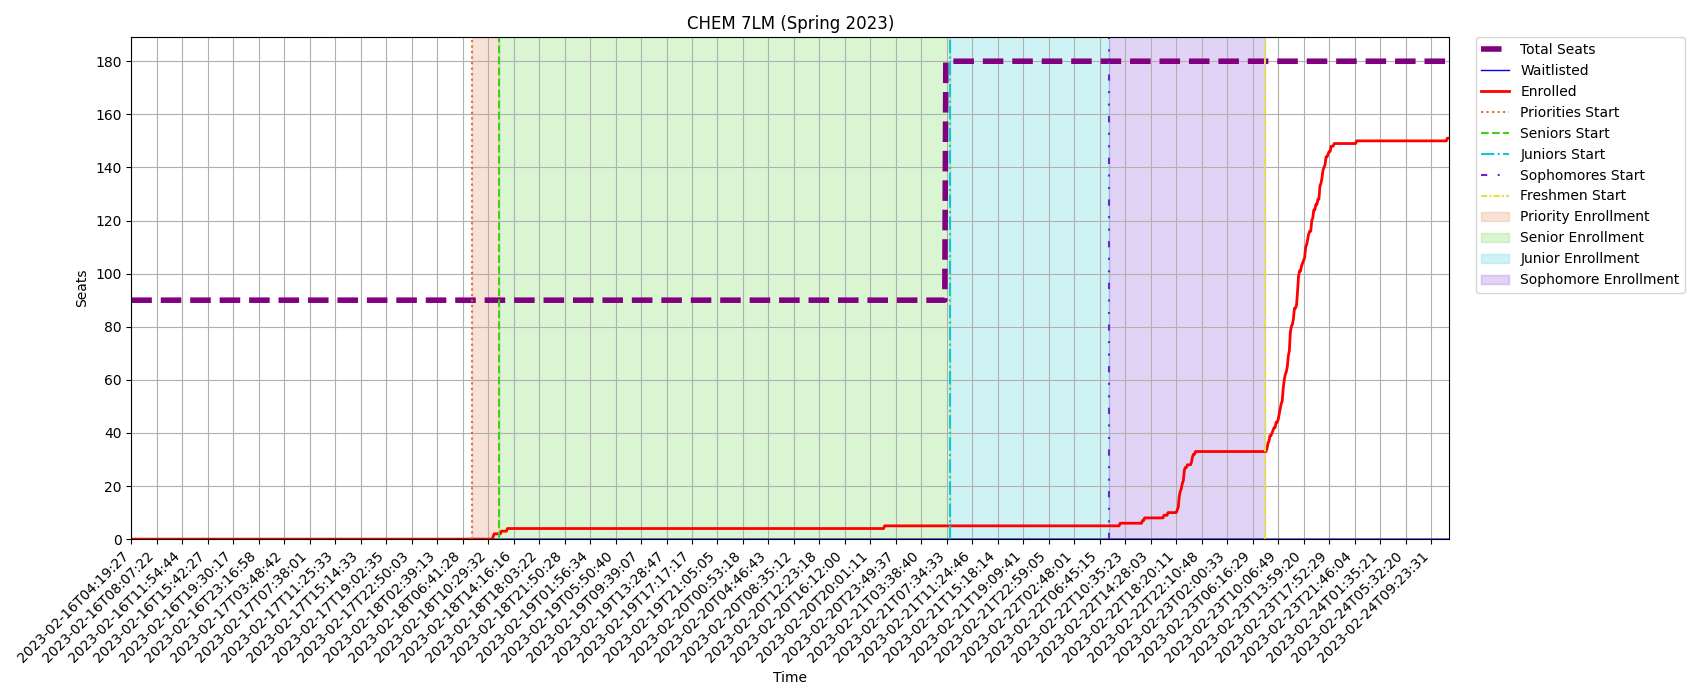 CHEM 7LM (Spring 2023)
Total Seats
Waitlisted
Enrolled
Priorities Start
Seniors Start
Juniors Start
Sophomores Start
Freshmen Start
Priority Enrollment
Senior Enrollment
Junior Enrollment
Sophomore Enrollment
Seats
180
160
140
120
100
80
60
40
20
0
2023-02-16T04:19:27
2023-02-16T08:07:22
2023-02-16T11:54:44
2023-02-16T15:42:27
2023-02-16T19:30:17
2023-02-16T23:16:58
2023-02-17T03:48:42
2023-02-17T07:38:01
2023-02-17T11:25:33
2023-02-17T15:14:33
2023-02-17T19:02:35
2023-02-17T22:50:03
2023-02-18T02:39:13
2023-02-18T06:41:28
2023-02-18T10:29:32
2023-02-18T14:16:16
2023-02-18T18:03:22
2023-02-18T21:50:28
2023-02-19T01:56:34
2023-02-19T05:50:40
2023-02-19T09:39:07
2023-02-19T13:28:47
2023-02-19T17:17:17
2023-02-19T21:05:05
2023-02-20T00:53:18
2023-02-20T04:46:43
2023-02-20T08:35:12
2023-02-20T12:23:18
2023-02-20T16:12:00
2023-02-20T20:01:11
2023-02-20T23:49:37
2023-02-21T03:38:40
2023-02-21T07:34:33
2023-02-21T11:24:46
2023-02-21T15:18:14
2023-02-21T19:09:41
2023-02-21T22:59:05
2023-02-22T02:48:01
2023-02-22T06:45:15
2023-02-22T10:35:23
2023-02-22T14:28:03
2023-02-22T18:20:11
2023-02-22T22:10:48
2023-02-23T02:00:33
2023-02-23T06:16:29
2023-02-23T10:06:49
2023-02-23T13:59:20
2023-02-23T17:52:29
2023-02-23T21:46:04
2023-02-24T01:35:21
2023-02-24T05:32:20
2023-02-24T09:23:31
Time